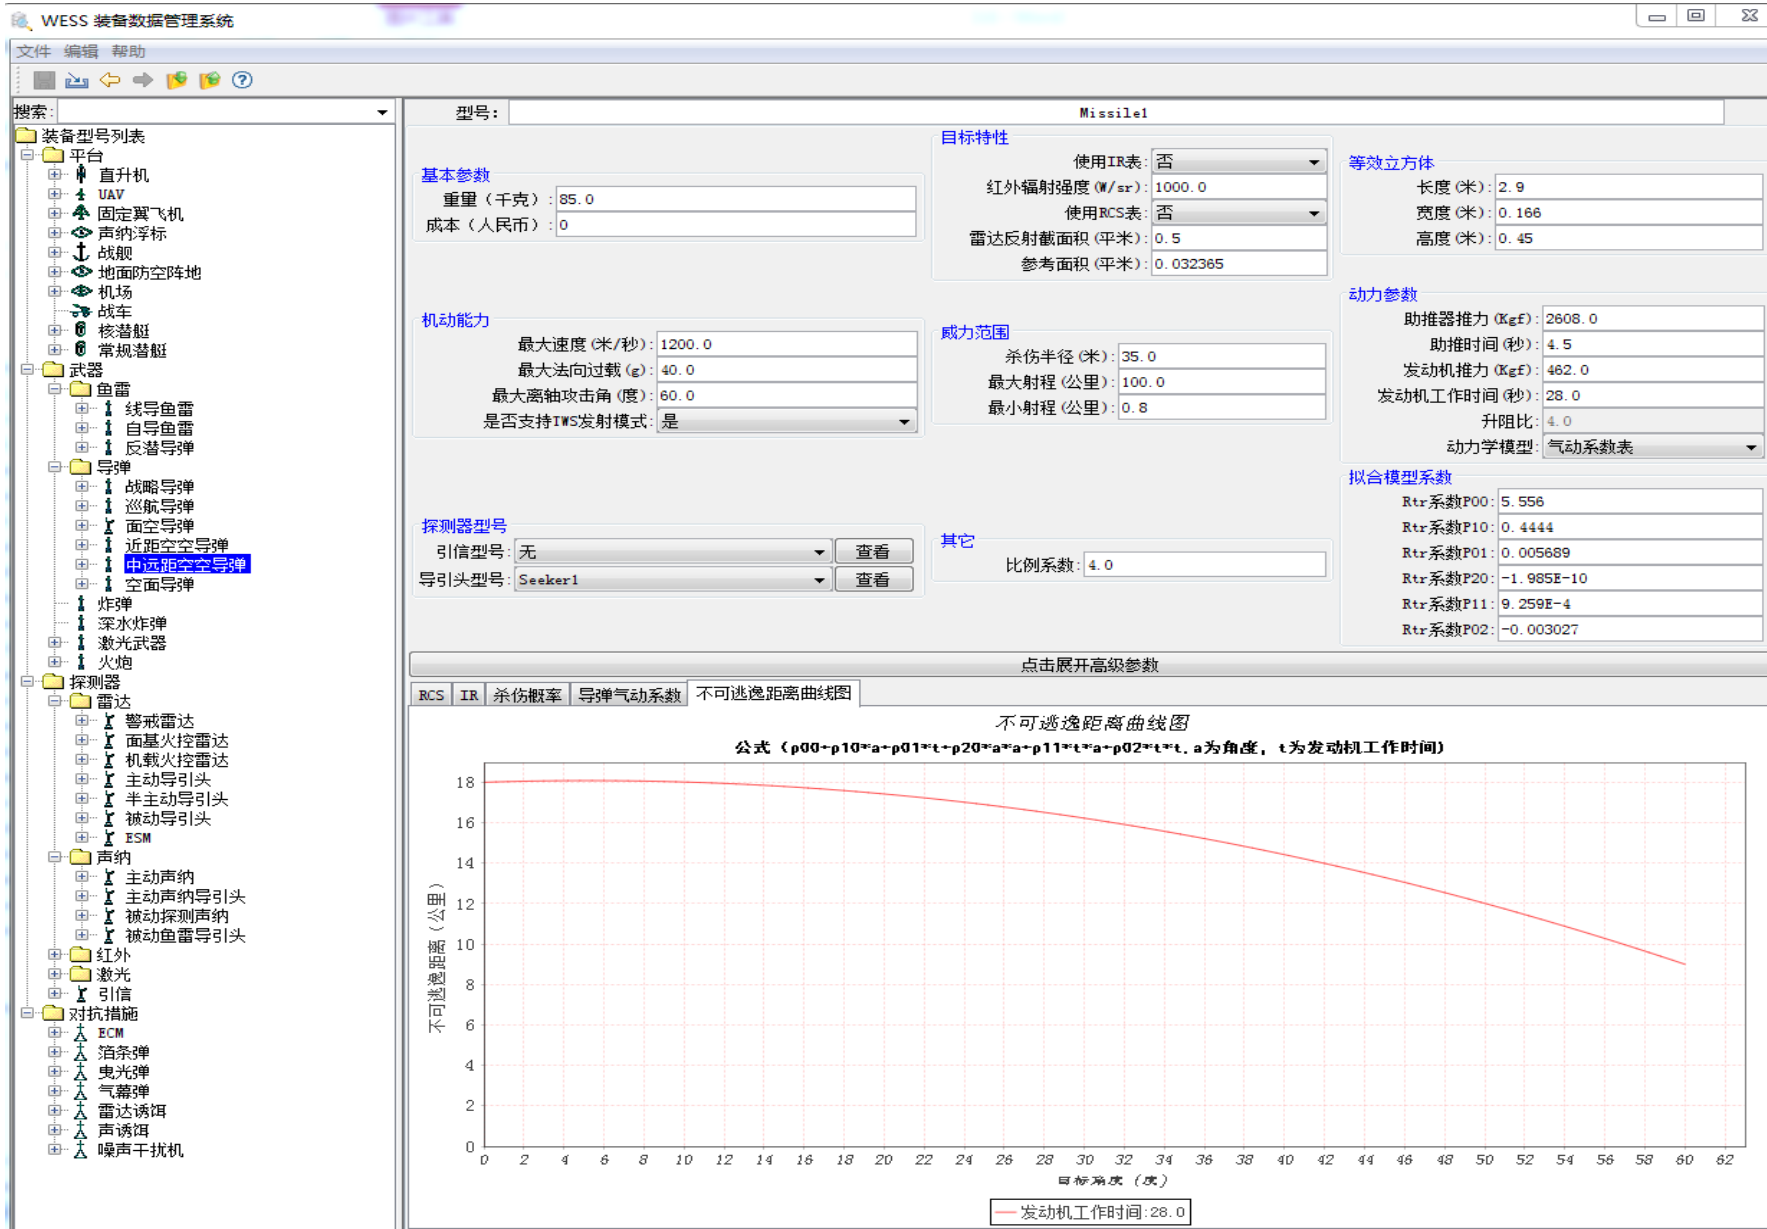 WESS 装备数据管理系统
文件 编辑 帮助
搜索:
装备型号列表
平台
直升机
UAV
固定翼飞机
声纳浮标
战舰
地面防空阵地
机场
战车
核潜艇
常规潜艇
武器
鱼雷
线导鱼雷
自导鱼雷
反潜导弹
导弹
战略导弹
巡航导弹
面空导弹
近距空空导弹
中远距空空导弹
空面导弹
炸弹
深水炸弹
激光武器
火炮
探测器
雷达
警戒雷达
面基火控雷达
机载火控雷达
主动导引头
半主动导引头
被动导引头
ESM
声纳
主动声纳
主动声纳导引头
被动探测声纳
被动鱼雷导引头
红外
激光
引信
对抗措施
ECM
箔条弹
曳光弹
气幕弹
雷达诱饵
声诱饵
噪声干扰机
型号: Missile1
基本参数
重量（千克）: 85.0
成本（人民币）: 0
目标特性
使用IR表: 否
红外辐射强度(W/sr): 1000.0
使用RCS表: 否
雷达反射截面积(平米): 0.5
参考面积(平米): 0.032365
等效立方体
长度(米): 2.9
宽度(米): 0.166
高度(米): 0.45
机动能力
最大速度(米/秒): 1200.0
最大法向过载(g): 40.0
最大离轴攻击角(度): 60.0
是否支持TWS发射模式: 是
威力范围
杀伤半径(米): 35.0
最大射程(公里): 100.0
最小射程(公里): 0.8
动力参数
助推器推力(Kgf): 2608.0
助推时间(秒): 4.5
发动机推力(Kgf): 462.0
发动机工作时间(秒): 28.0
升阻比: 4.0
动力学模型: 气动系数表
探测器型号
引信型号: 无 查看
导引头型号: Seeker1 查看
其它
比例系数: 4.0
拟合模型系数
Rtr系数P00: 5.556
Rtr系数P10: 0.4444
Rtr系数P01: 0.005689
Rtr系数P20: -1.985E-10
Rtr系数P11: 9.259E-4
Rtr系数P02: -0.003027
点击展开高级参数
RCS IR 杀伤概率 导弹气动系数 不可逃逸距离曲线图
不可逃逸距离曲线图
公式（p00+p10*a+p01*t+p20*a*a+p11*t*a+p02*t*t.a为角度，t为发动机工作时间）
不可逃逸距离（公里）
18
16
14
12
10
8
6
4
2
0
0 2 4 6 8 10 12 14 16 18 20 22 24 26 28 30 32 34 36 38 40 42 44 46 48 50 52 54 56 58 60 62
目标角度（度）
发动机工作时间:28.0